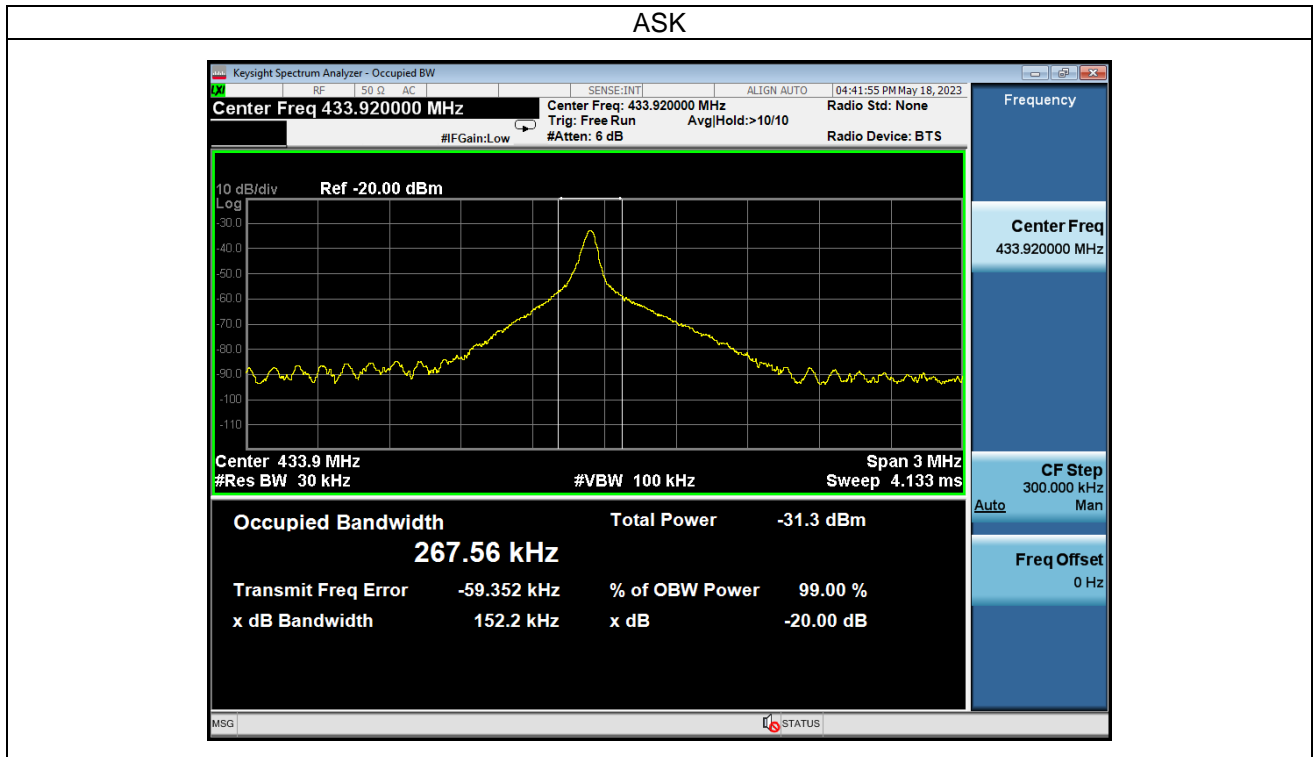 ASK
Keysight Spectrum Analyzer - Occupied BW
LXI RF 50 Ω AC SENSE:INT ALIGN AUTO 04:41:55 PM May 18, 2023
Center Freq 433.920000 MHz Center Freq: 433.920000 MHz Radio Std: None
Trig: Free Run Avg|Hold:>10/10
#IFGain:Low #Atten: 6 dB Radio Device: BTS
Frequency
10 dB/div Ref -20.00 dBm
Log
-30.0
-40.0
-50.0
-60.0
-70.0
-80.0
-90.0
-100
-110
Center 433.9 MHz Span 3 MHz
#Res BW 30 kHz #VBW 100 kHz Sweep 4.133 ms
Center Freq
433.920000 MHz
CF Step
300.000 kHz
Auto Man
Freq Offset
0 Hz
Occupied Bandwidth Total Power -31.3 dBm
267.56 kHz
Transmit Freq Error -59.352 kHz % of OBW Power 99.00 %
x dB Bandwidth 152.2 kHz x dB -20.00 dB
MSG STATUS